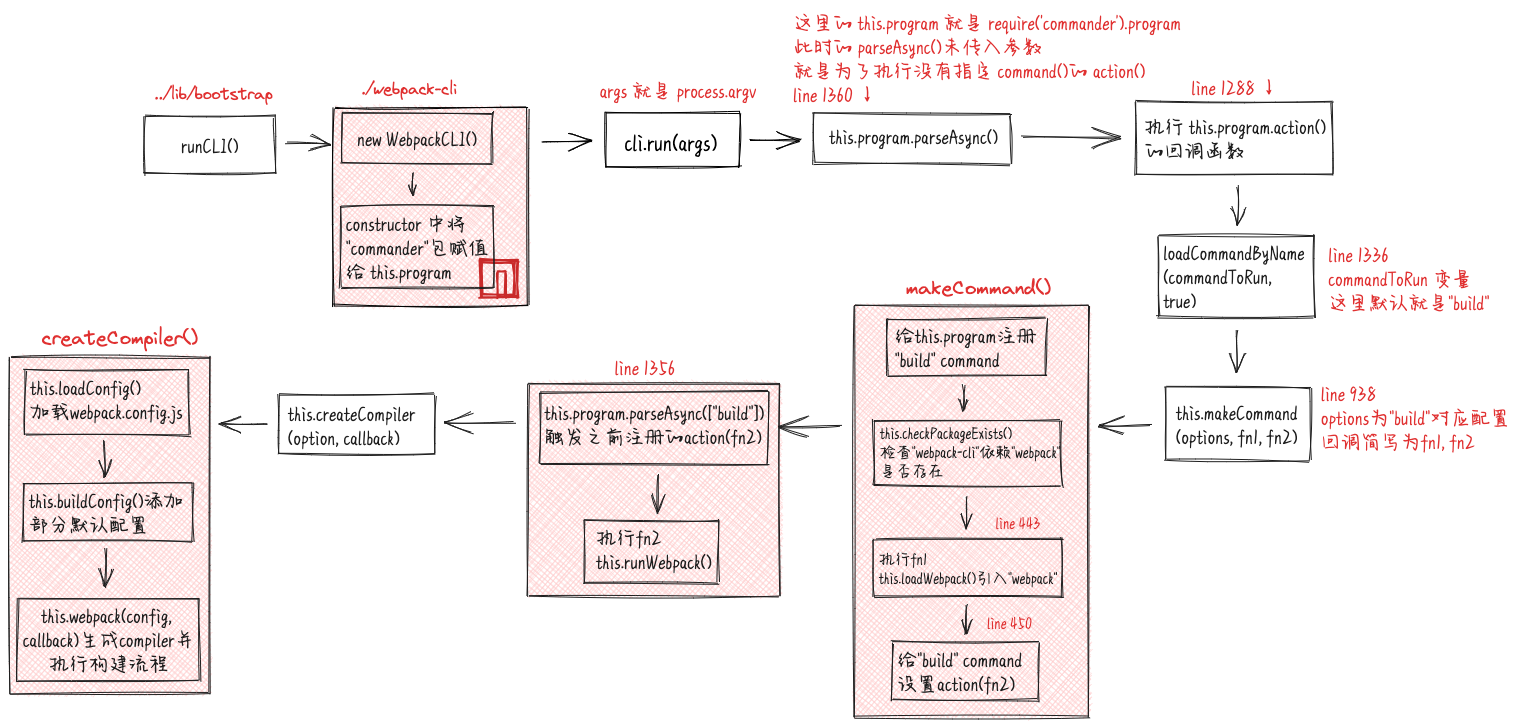 ../lib/bootstrap
runCLI()
./webpack-cli
new WebpackCLI()
constructor 中将
"commander"包赋值
给 this.program
args 就是 process.argv
cli.run(args)
这里的 this.program 就是 require('commander').program
此时的 parseAsync()未传入参数
就是为了执行没有指定 command()的 action()
line 1360 ↓
this.program.parseAsync()
line 1288 ↓
执行 this.program.action()
的回调函数
loadCommandByName
(commandToRun,
true)
line 1336
commandToRun 变量
这里默认就是"build"
this.makeCommand
(options, fn1, fn2)
line 938
options为"build"对应配置
回调简写为fn1, fn2
makeCommand()
给this.program注册
"build" command
this.checkPackageExists()
检查"webpack-cli"依赖"webpack"
是否存在
line 443
执行fn1
this.loadWebpack()引入"webpack"
line 450
给"build" command
设置action(fn2)
line 1356
this.program.parseAsync(["build"])
触发之前注册的action(fn2)
执行fn2
this.runWebpack()
this.createCompiler
(option, callback)
createCompiler()
this.loadConfig()
加载webpack.config.js
this.buildConfig()添加
部分默认配置
this.webpack(config,
callback)生成compiler并
执行构建流程